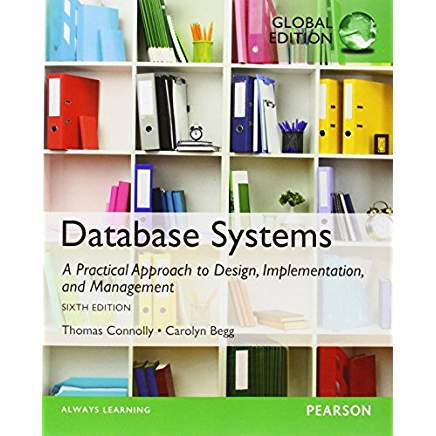 GLOBAL
EDITION
Database Systems
A Practical Approach to Design, Implementation,
and Management
SIXTH EDITION
Thomas Connolly • Carolyn Begg
ALWAYS LEARNING
PEARSON